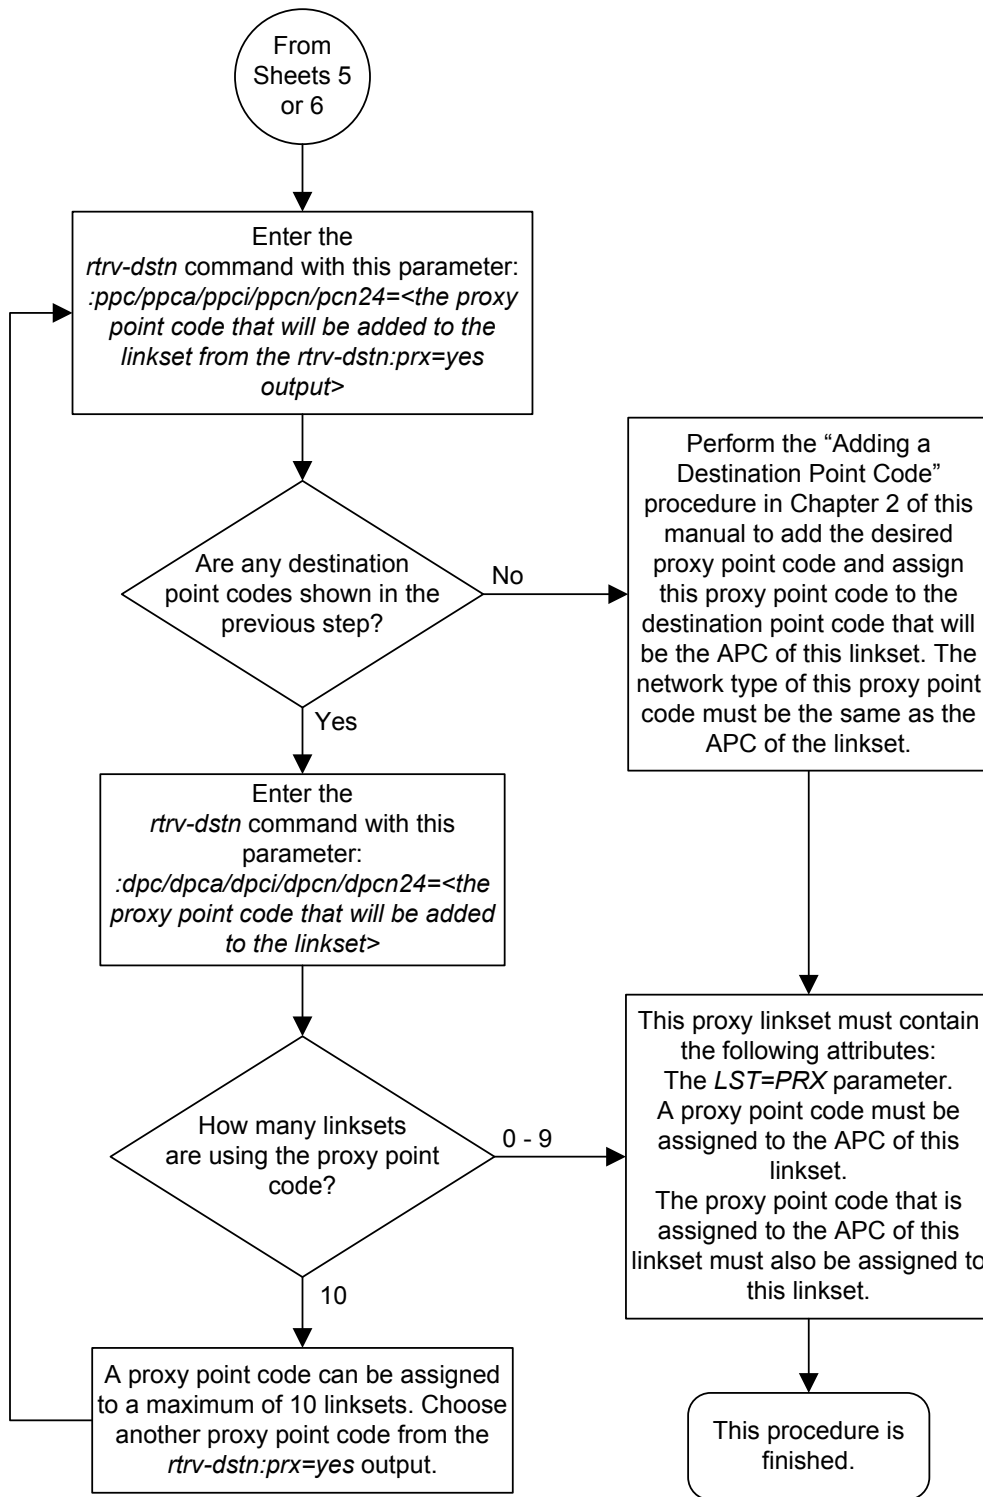 From
Sheets 5
or 6
Enter the
rtrv-dstn command with this parameter:
:ppc/ppca/ppci/ppcn/pcn24=<the proxy
point code that will be added to the
linkset from the rtrv-dstn:prx=yes
output>
Are any destination
point codes shown in the
previous step?
No
Yes
Perform the “Adding a
Destination Point Code”
procedure in Chapter 2 of this
manual to add the desired
proxy point code and assign
this proxy point code to the
destination point code that will
be the APC of this linkset. The
network type of this proxy point
code must be the same as the
APC of the linkset.
Enter the
rtrv-dstn command with this
parameter:
:dpc/dpca/dpci/dpcn/dpcn24=<the
proxy point code that will be added
to the linkset>
How many linksets
are using the proxy point
code?
0 - 9
10
This proxy linkset must contain
the following attributes:
The LST=PRX parameter.
A proxy point code must be
assigned to the APC of this
linkset.
The proxy point code that is
assigned to the APC of this
linkset must also be assigned to
this linkset.
A proxy point code can be assigned
to a maximum of 10 linksets. Choose
another proxy point code from the
rtrv-dstn:prx=yes output.
This procedure is
finished.